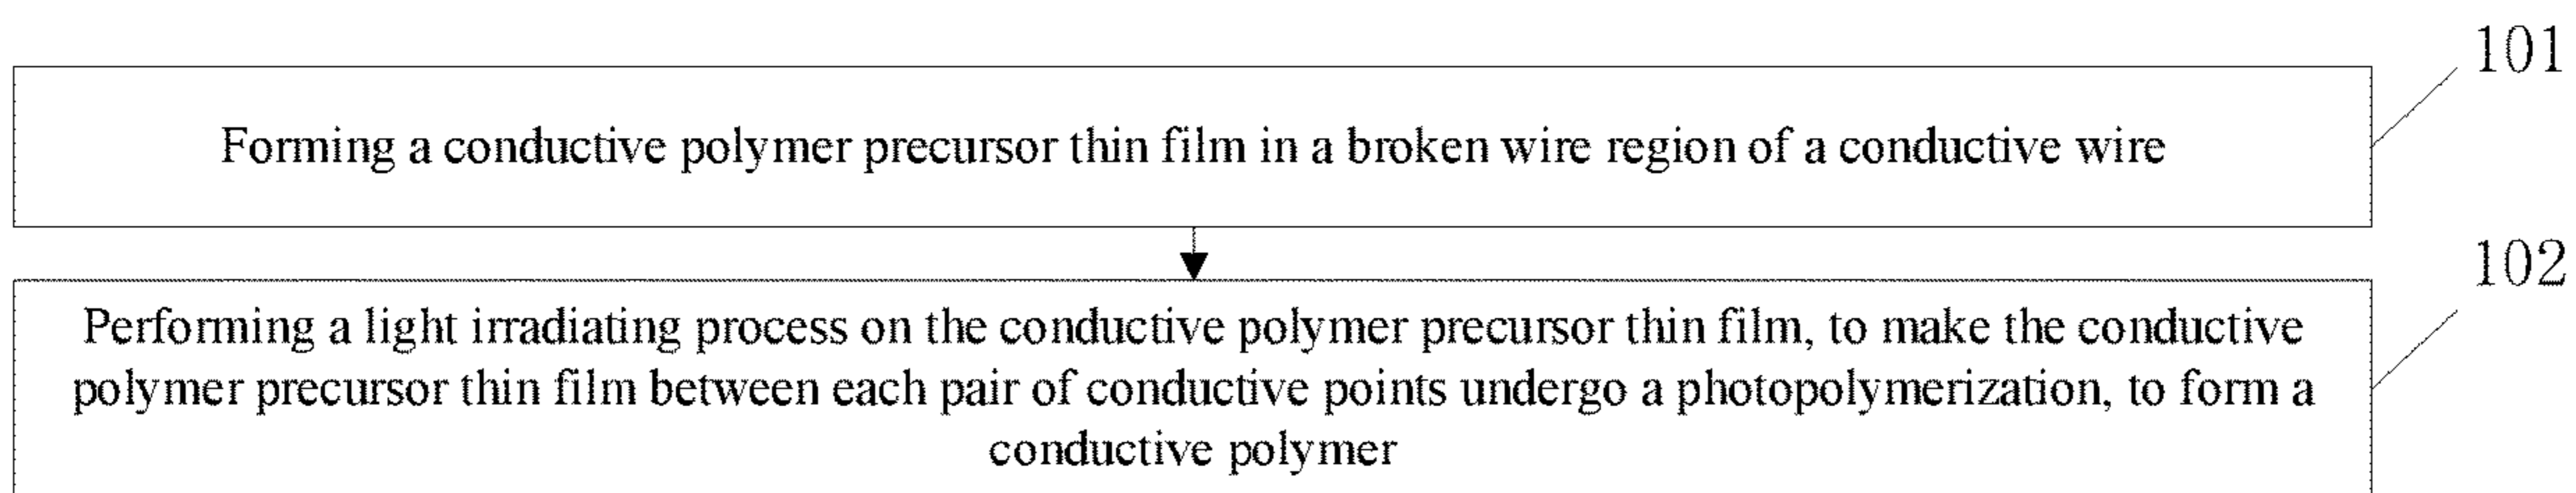 101
Forming a conductive polymer precursor thin film in a broken wire region of a conductive wire
102
Performing a light irradiating process on the conductive polymer precursor thin film, to make the conductive
polymer precursor thin film between each pair of conductive points undergo a photopolymerization, to form a
conductive polymer